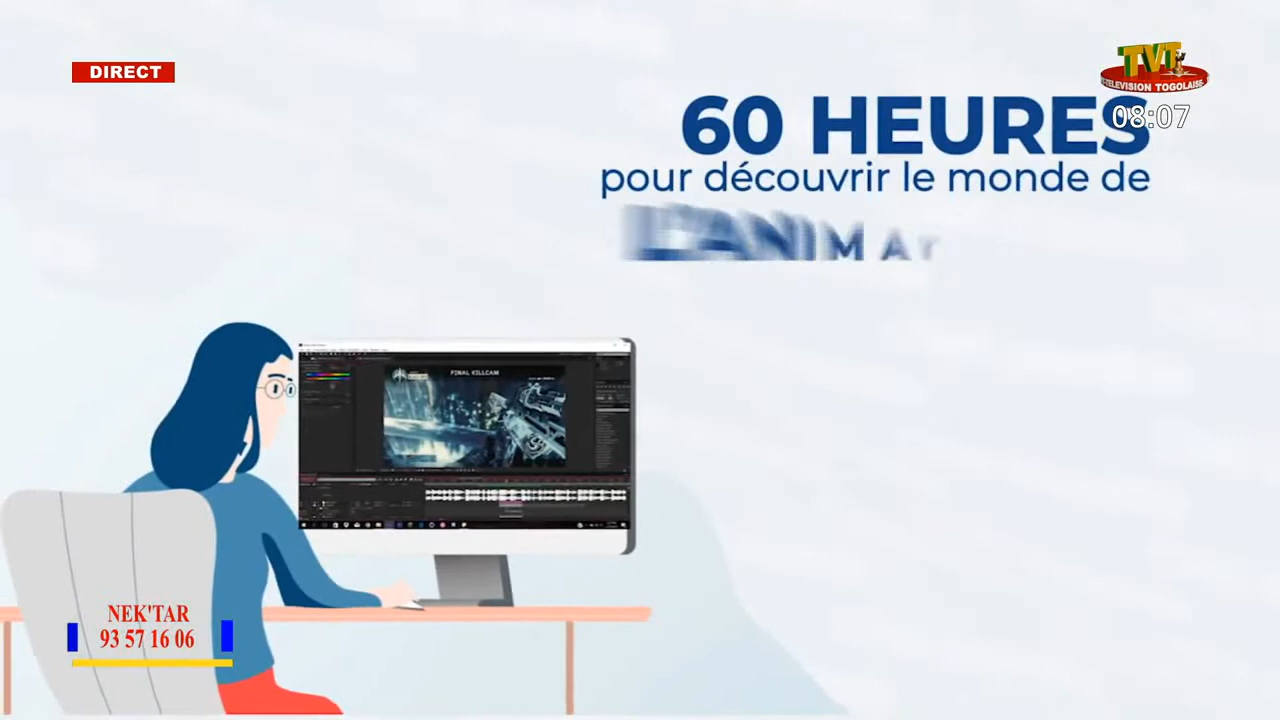 DIRECT
TVT
TELEVISION TOGOLAISE
08:07
60 HEURES
pour découvrir le monde de
L'ANIMA
FINAL KILLCAM
NEK'TAR
93 57 16 06